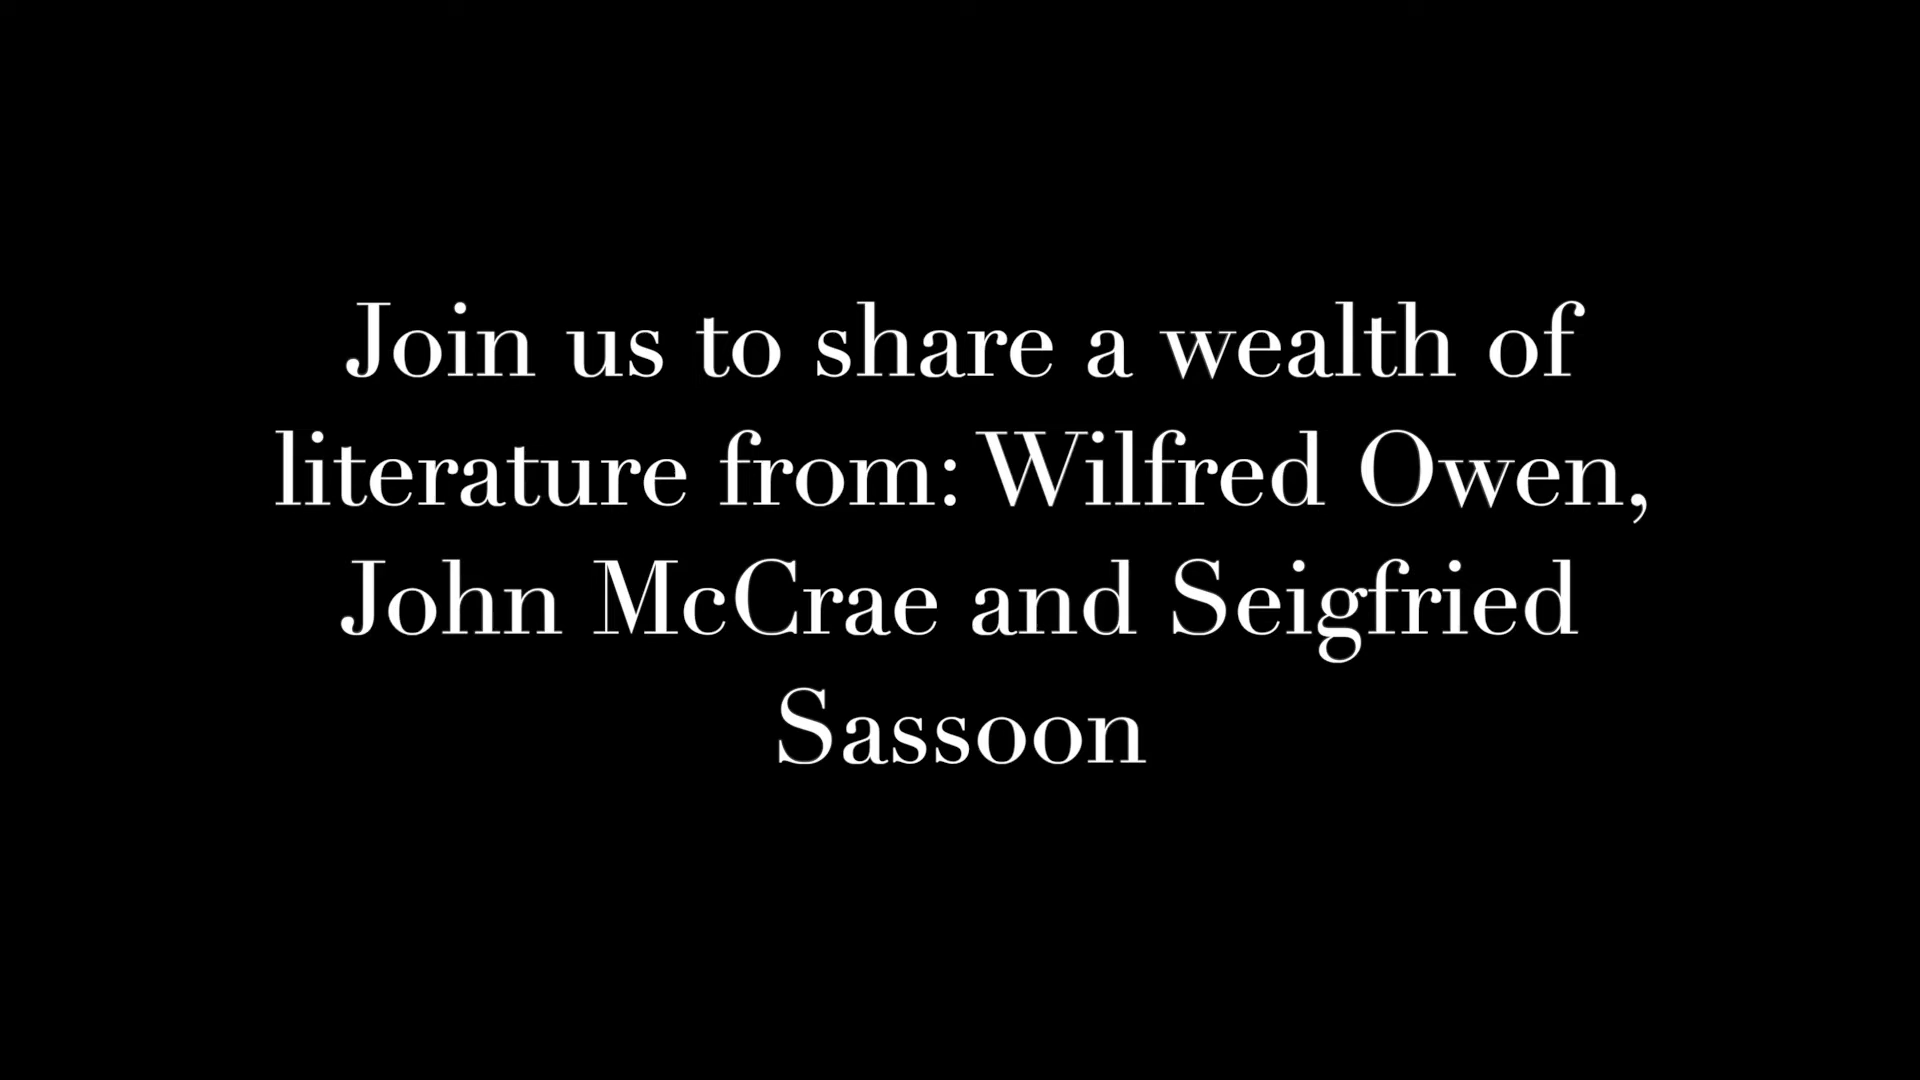 Join us to share a wealth of
literature from: Wilfred Owen,
John McCrae and Seigfried
Sassoon